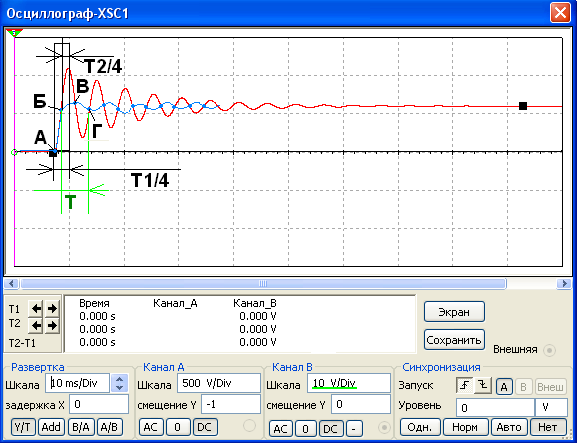 Осциллограф-XSC1
T2/4
Б В
А Г
T1/4
T
T1 Время Канал_А Канал_В
0.000 s 0.000 V
T2 0.000 s 0.000 V
T2-T1 0.000 s 0.000 V
Экран
Сохранить
Внешняя
Развертка Канал А Канал В Синхронизация
Шкала 10 ms/Div Шкала 500 V/Div Шкала 10 V/Div Запуск A B Внеш
задержка X 0 смещение Y -1 смещение Y 0 Уровень 0 V
Y/T Add B/A A/B AC 0 DC AC 0 DC - Одн. Норм Авто Нет